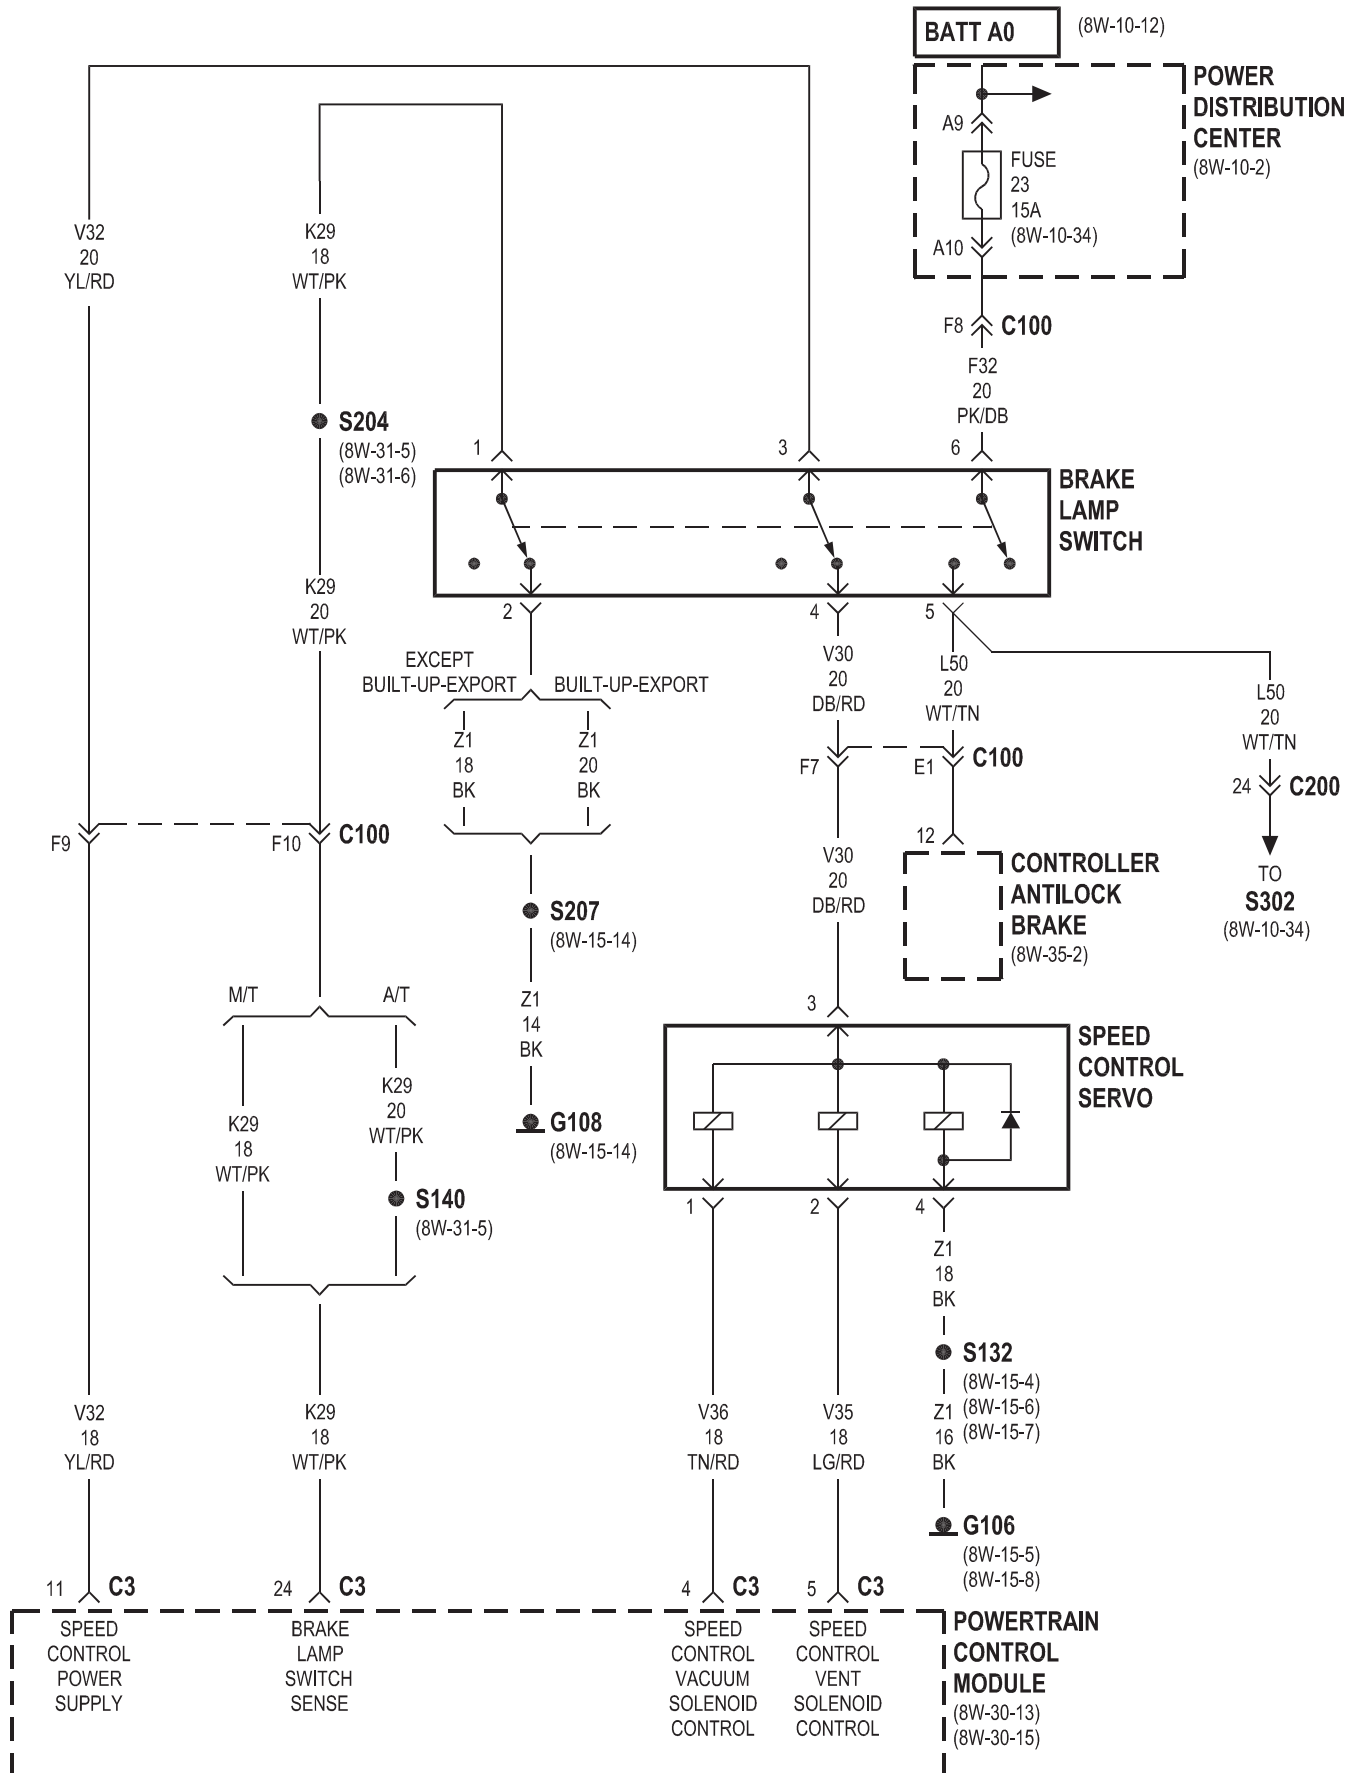 BATT A0
(8W-10-12)
POWER
DISTRIBUTION
CENTER
(8W-10-2)
A9
FUSE
23
15A
(8W-10-34)
A10
F8
C100
F32
20
PK/DB
V32
20
YL/RD
K29
18
WT/PK
S204
(8W-31-5)
(8W-31-6)
1
3
6
BRAKE
LAMP
SWITCH
K29
20
WT/PK
2
4
5
EXCEPT
BUILT-UP-EXPORT
BUILT-UP-EXPORT
V30
20
DB/RD
L50
20
WT/TN
L50
20
WT/TN
Z1
18
BK
Z1
20
BK
F7
E1
C100
24
C200
F9
F10
C100
12
CONTROLLER
ANTILOCK
BRAKE
(8W-35-2)
TO
S302
(8W-10-34)
V30
20
DB/RD
S207
(8W-15-14)
M/T
A/T
Z1
14
BK
3
SPEED
CONTROL
SERVO
K29
18
WT/PK
K29
20
WT/PK
G108
(8W-15-14)
S140
(8W-31-5)
1
2
4
Z1
18
BK
S132
(8W-15-4)
(8W-15-6)
(8W-15-7)
V32
18
YL/RD
K29
18
WT/PK
V36
18
TN/RD
V35
18
LG/RD
Z1
16
BK
G106
(8W-15-5)
(8W-15-8)
11
C3
24
C3
4
C3
5
C3
SPEED
CONTROL
POWER
SUPPLY
BRAKE
LAMP
SWITCH
SENSE
SPEED
CONTROL
VACUUM
SOLENOID
CONTROL
SPEED
CONTROL
VENT
SOLENOID
CONTROL
POWERTRAIN
CONTROL
MODULE
(8W-30-13)
(8W-30-15)